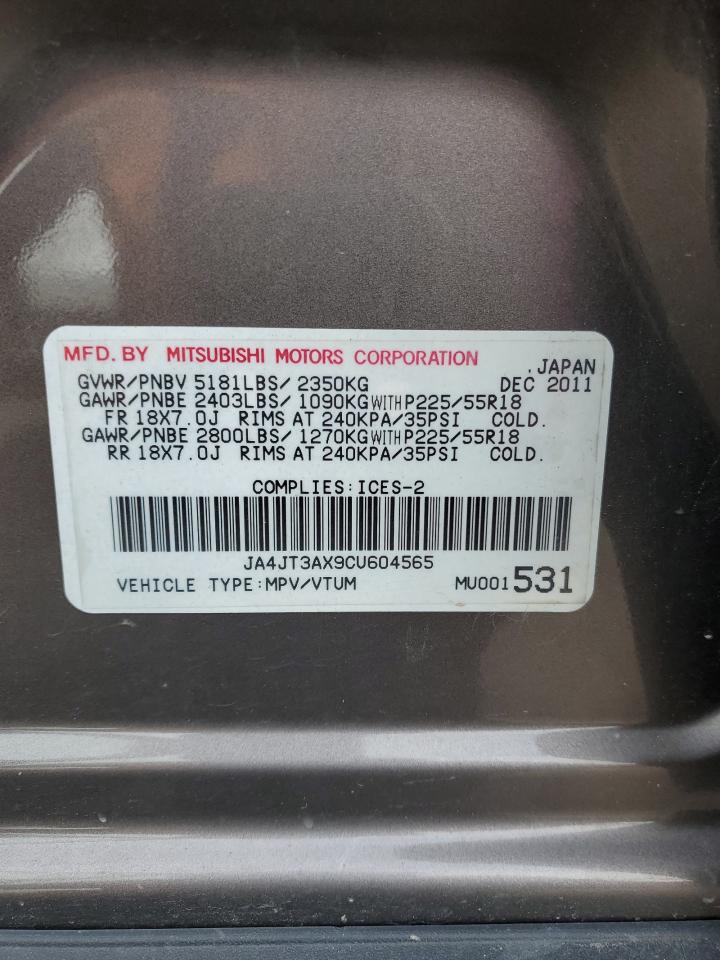 MFD. BY MITSUBISHI MOTORS CORPORATION .JAPAN
GVWR/PNBV 5181LBS/ 2350KG DEC 2011
GAWR/PNBE 2403LBS/ 1090KG WITH P225/55R18
FR 18X7.0J RIMS AT 240KPA/35PSI COLD.
GAWR/PNBE 2800LBS/ 1270KG WITH P225/55R18
RR 18X7.0J RIMS AT 240KPA/35PSI COLD.
COMPLIES:ICES-2
JA4JT3AX9CU604565
VEHICLE TYPE:MPV/VTUM MU001531